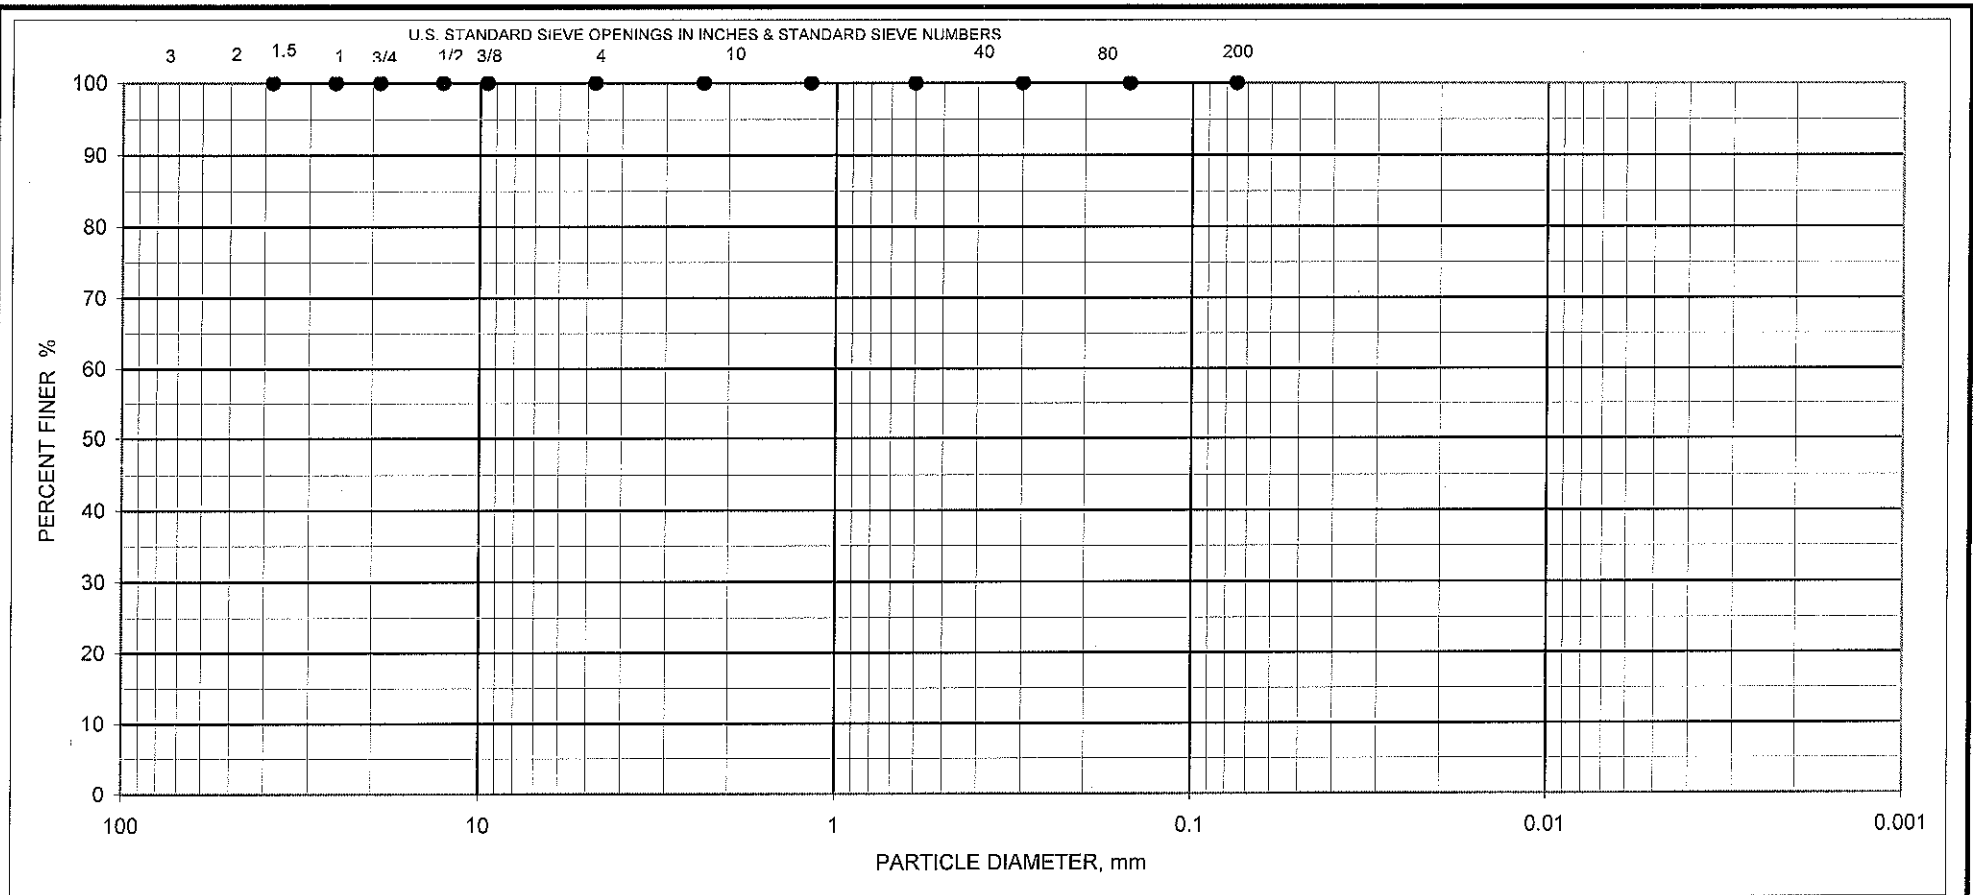 U.S. STANDARD SIEVE OPENINGS IN INCHES & STANDARD SIEVE NUMBERS
3 2 1.5 1 3/4 1/2 3/8 4 10 40 80 200
100
90
80
70
60
50
40
30
20
10
0
PERCENT FINER %
100 10 1 0.1 0.01 0.001
PARTICLE DIAMETER, mm